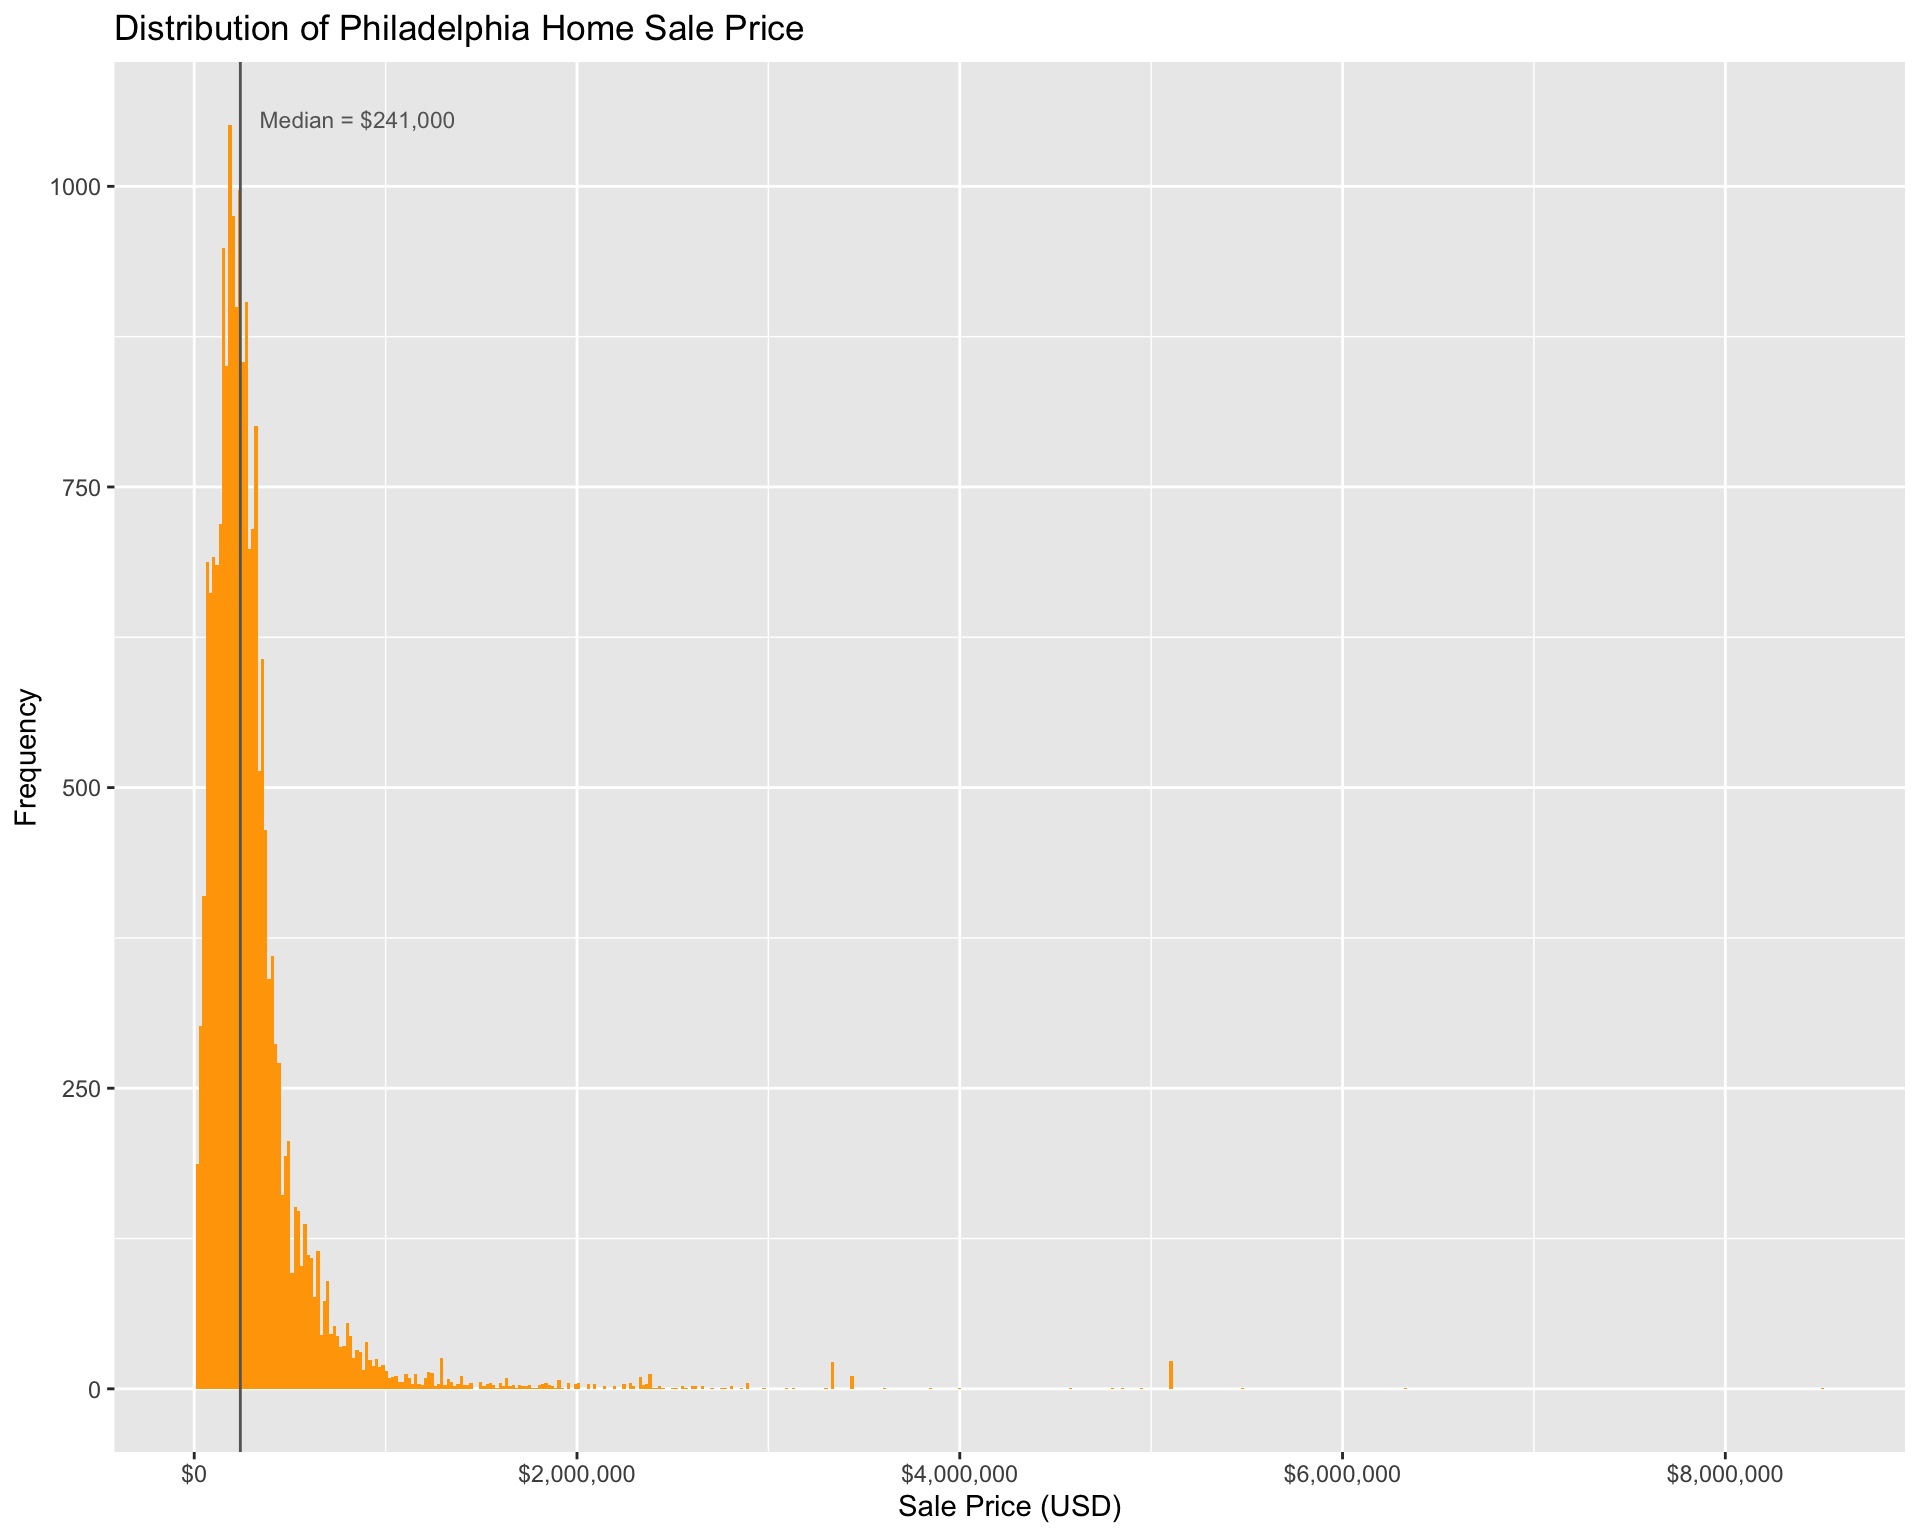 Distribution of Philadelphia Home Sale Price
Median = $241,000
1000
750
500
250
0
Frequency
$0
$2,000,000
$4,000,000
$6,000,000
$8,000,000
Sale Price (USD)